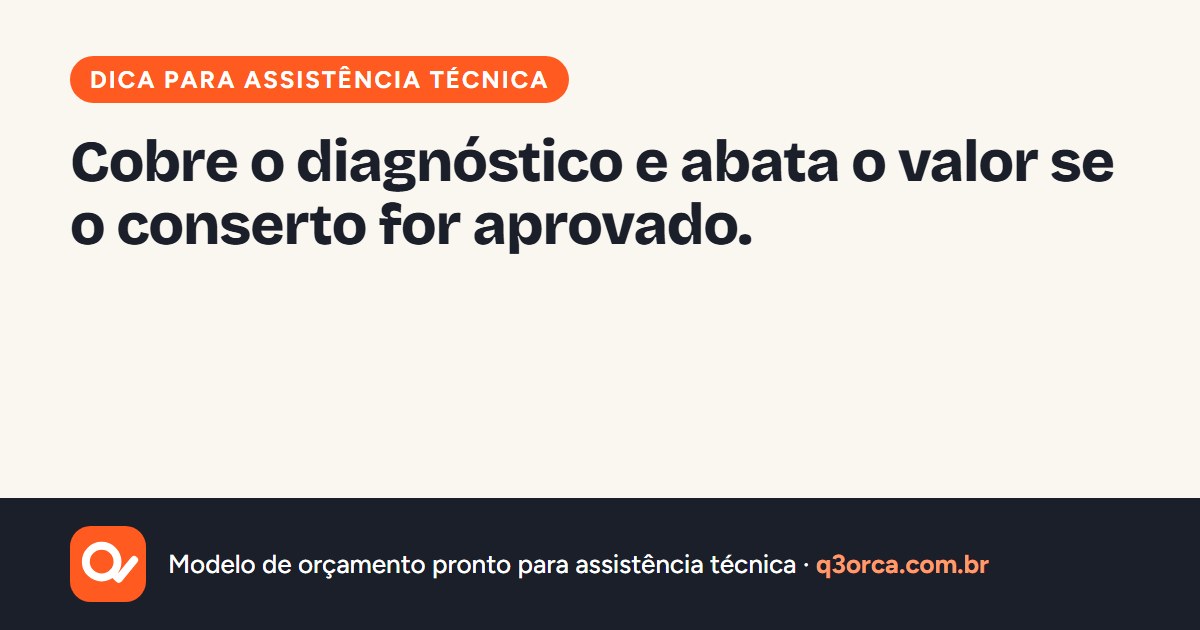 DICA PARA ASSISTÊNCIA TÉCNICA
Cobre o diagnóstico e abata o valor se
o conserto for aprovado.
Modelo de orçamento pronto para assistência técnica · q3orca.com.br